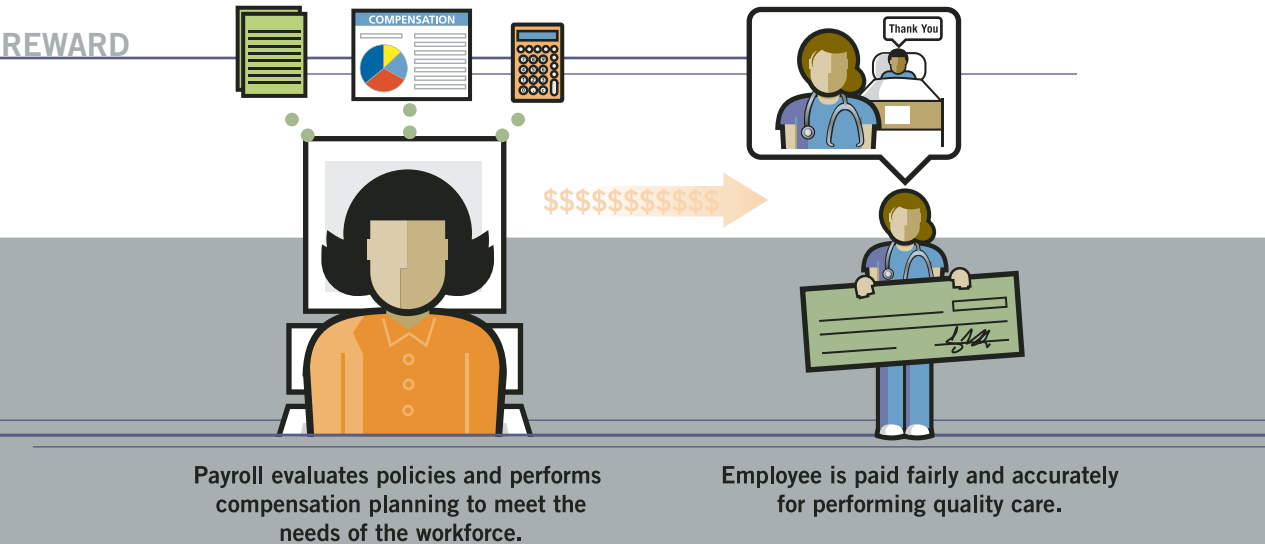 REWARD
COMPENSATION
Thank You
$$$$$$$$$$$
Payroll evaluates policies and performs
compensation planning to meet the
needs of the workforce.
Employee is paid fairly and accurately
for performing quality care.